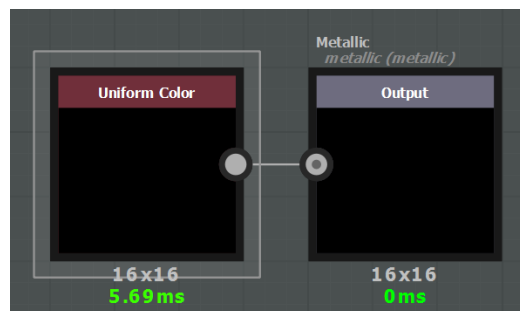 Metallic
metallic (metallic)
Uniform Color
Output
16x16
5.69ms
16x16
0ms